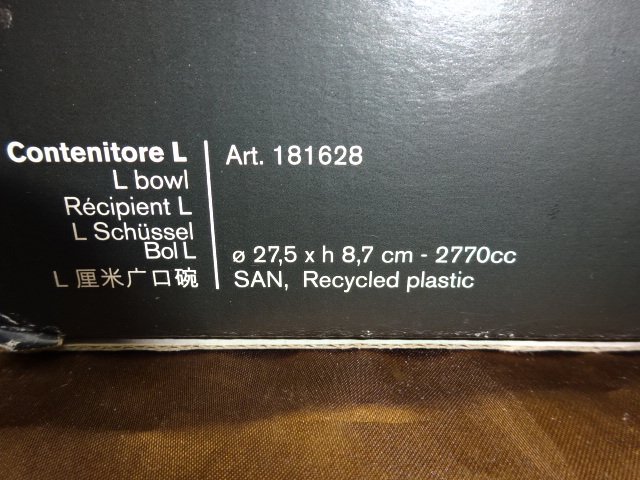 Contenitore L
L bowl
Récipient L
L Schüssel
Bol L
L 厘米广口碗
Art. 181628
ø 27,5 x h 8,7 cm - 2770cc
SAN, Recycled plastic